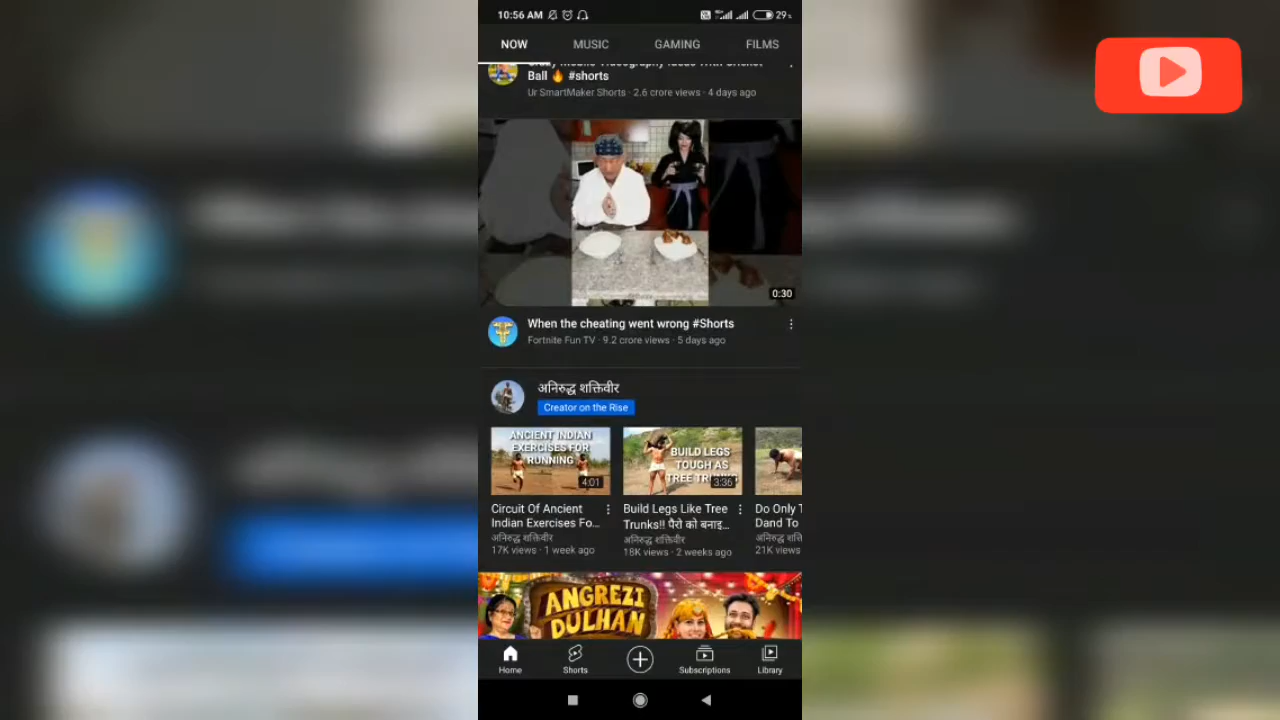 10:56 AM
29%
NOW
MUSIC
GAMING
FILMS
Ball 🔥 #shorts
Ur SmartMaker Shorts · 2.6 crore views · 4 days ago
0:30
When the cheating went wrong #Shorts
Fortnite Fun TV · 9.2 crore views · 5 days ago
अनिरुद्ध शक्तिवीर
Creator on the Rise
ANCIENT INDIAN
EXERCISES FOR
RUNNING
4:01
BUILD LEGS
TOUGH AS
TREE
3:36
Circuit Of Ancient
Indian Exercises Fo...
अनिरुद्ध शक्तिवीर
17K views · 1 week ago
Build Legs Like Tree
Trunks!! पैरो को बनाइ...
अनिरुद्ध शक्तिवीर
18K views · 2 weeks ago
Do Only
Dand To
21K views
ANGREZI
DULHAN
Home
Shorts
Subscriptions
Library